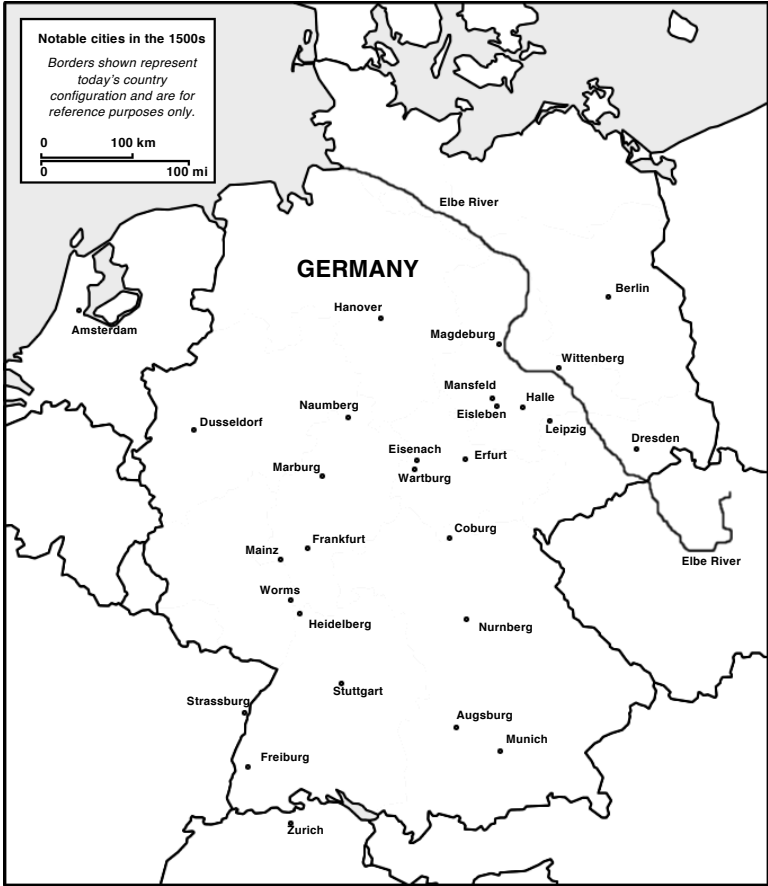 Notable cities in the 1500s
Borders shown represent
today's country
configuration and are for
reference purposes only.
0 100 km
0 100 mi
Elbe River
GERMANY
Berlin
Hanover
Amsterdam
Magdeburg
Wittenberg
Mansfeld
Halle
Naumberg
Eisleben
Dusseldorf
Leipzig
Dresden
Eisenach
Erfurt
Marburg
Wartburg
Coburg
Frankfurt
Mainz
Elbe River
Worms
Heidelberg
Nurnberg
Stuttgart
Strassburg
Augsburg
Munich
Freiburg
Zurich